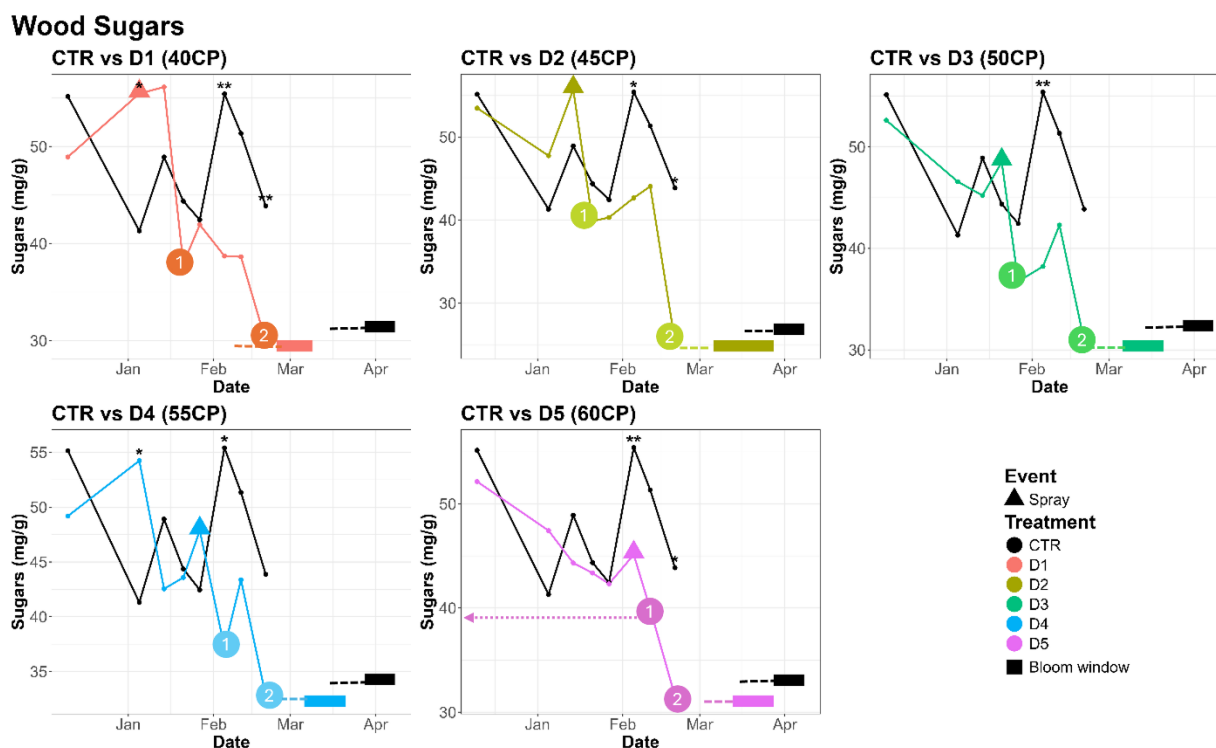 Wood Sugars
CTR vs D1 (40CP)
CTR vs D2 (45CP)
CTR vs D3 (50CP)
Sugars (mg/g)
50
40
30
*
**
**
1
2
Jan
Feb
Mar
Apr
Date
Sugars (mg/g)
50
40
30
*
*
1
2
Jan
Feb
Mar
Apr
Date
Sugars (mg/g)
50
40
30
**
1
2
Jan
Feb
Mar
Apr
Date
CTR vs D4 (55CP)
CTR vs D5 (60CP)
Sugars (mg/g)
55
50
45
40
35
*
*
1
2
Jan
Feb
Mar
Apr
Date
Sugars (mg/g)
50
40
30
**
*
1
2
Jan
Feb
Mar
Apr
Date
Event
Spray
Treatment
CTR
D1
D2
D3
D4
D5
Bloom window